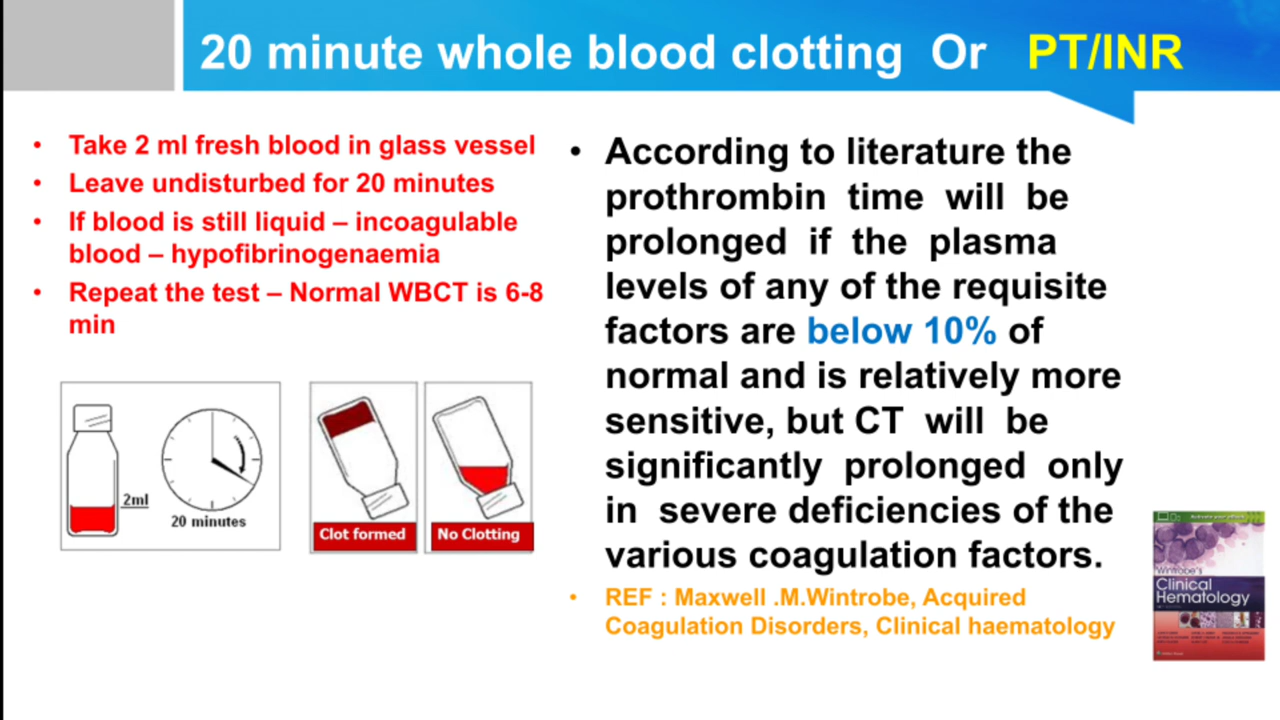 20 minute whole blood clotting Or PT/INR
• Take 2 ml fresh blood in glass vessel
• Leave undisturbed for 20 minutes
• If blood is still liquid – incoagulable
blood – hypofibrinogenaemia
• Repeat the test – Normal WBCT is 6-8
min
2ml
20 minutes
Clot formed
No Clotting
• According to literature the
prothrombin time will be
prolonged if the plasma
levels of any of the requisite
factors are below 10% of
normal and is relatively more
sensitive, but CT will be
significantly prolonged only
in severe deficiencies of the
various coagulation factors.
• REF : Maxwell .M.Wintrobe, Acquired
Coagulation Disorders, Clinical haematology
Wintrobe's
Clinical
Hematology